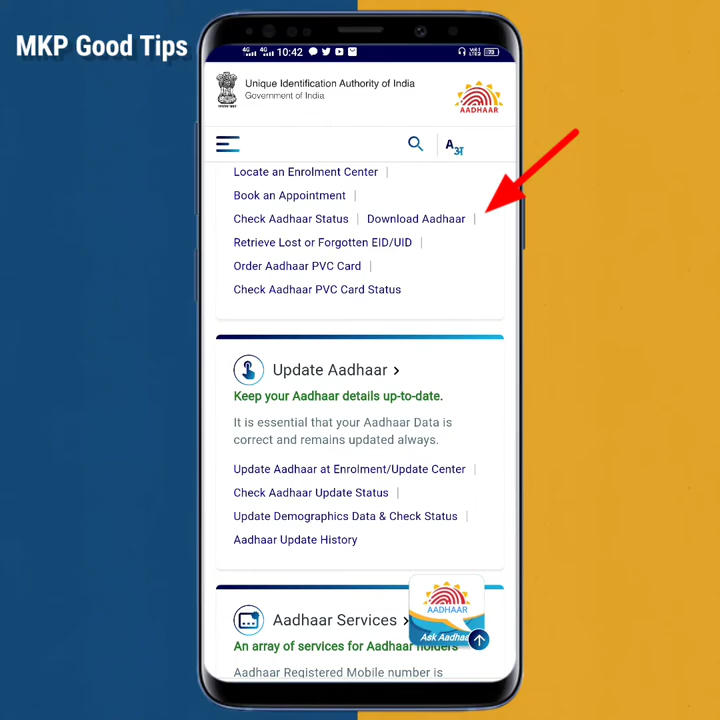 MKP Good Tips
4G 4G 10:42
Unique Identification Authority of India
Government of India
AADHAAR
A अ
Locate an Enrolment Center |
Book an Appointment |
Check Aadhaar Status | Download Aadhaar |
Retrieve Lost or Forgotten EID/UID |
Order Aadhaar PVC Card |
Check Aadhaar PVC Card Status
Update Aadhaar >
Keep your Aadhaar details up-to-date.
It is essential that your Aadhaar Data is
correct and remains updated always.
Update Aadhaar at Enrolment/Update Center |
Check Aadhaar Update Status |
Update Demographics Data & Check Status |
Aadhaar Update History
AADHAAR
Ask Aadhaa
Aadhaar Services >
An array of services for Aadhaar holders
Aadhaar Registered Mobile number is